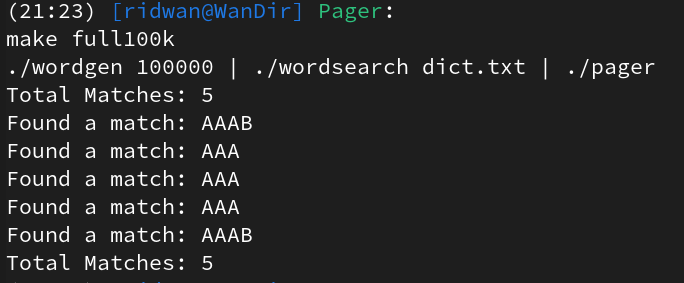 (21:23) [ridwan@WanDir] Pager:
make full100k
./wordgen 100000 | ./wordsearch dict.txt | ./pager
Total Matches: 5
Found a match: AAAB
Found a match: AAA
Found a match: AAA
Found a match: AAA
Found a match: AAAB
Total Matches: 5